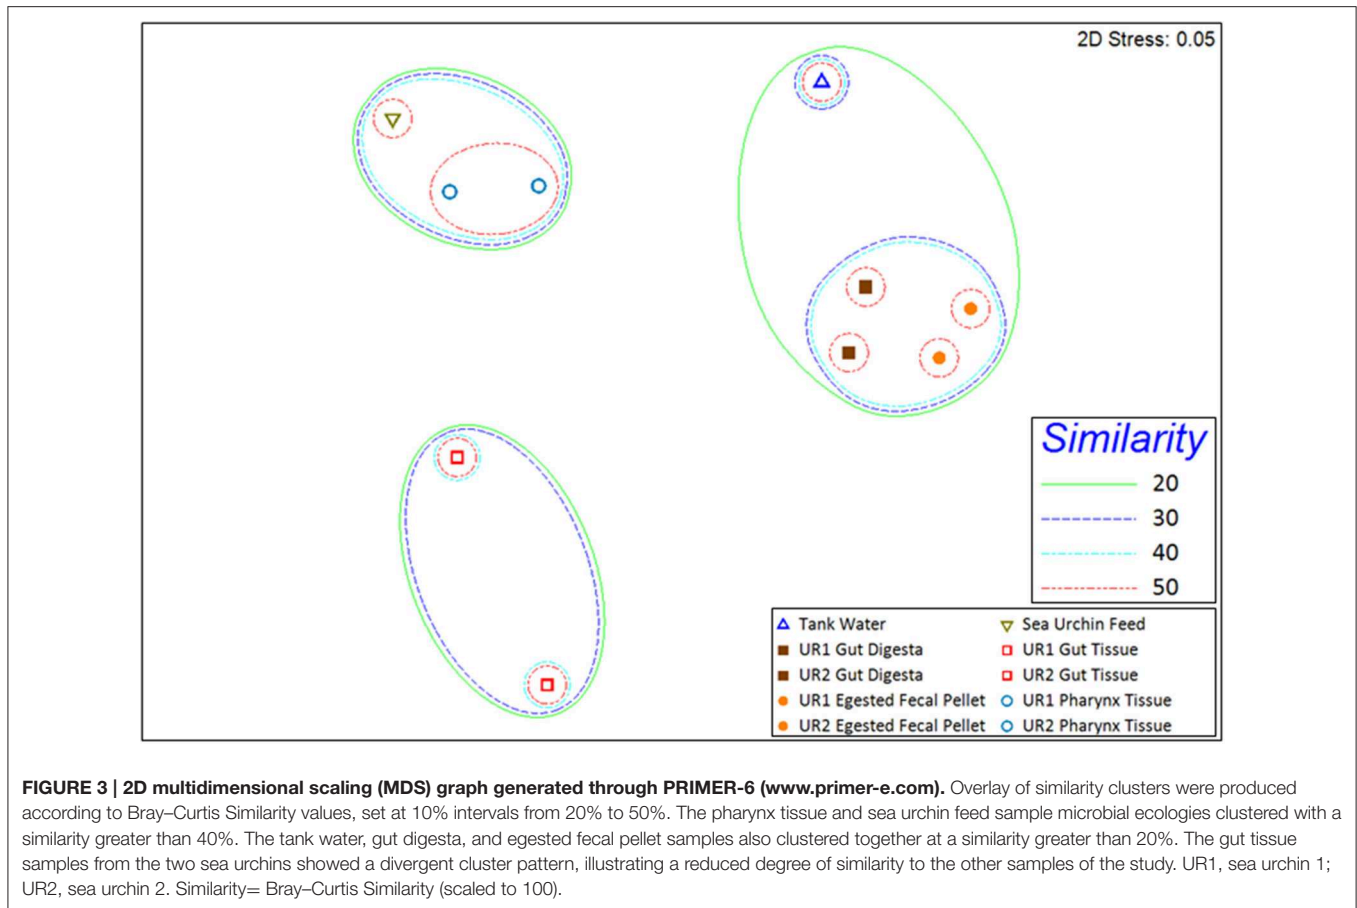 2D Stress: 0.05
Similarity
20
30
40
50
Tank Water
Sea Urchin Feed
UR1 Gut Digesta
UR1 Gut Tissue
UR2 Gut Digesta
UR2 Gut Tissue
UR1 Egested Fecal Pellet
UR1 Pharynx Tissue
UR2 Egested Fecal Pellet
UR2 Pharynx Tissue
FIGURE 3 | 2D multidimensional scaling (MDS) graph generated through PRIMER-6 (www.primer-e.com). Overlay of similarity clusters were produced
according to Bray–Curtis Similarity values, set at 10% intervals from 20% to 50%. The pharynx tissue and sea urchin feed sample microbial ecologies clustered with a
similarity greater than 40%. The tank water, gut digesta, and egested fecal pellet samples also clustered together at a similarity greater than 20%. The gut tissue
samples from the two sea urchins showed a divergent cluster pattern, illustrating a reduced degree of similarity to the other samples of the study. UR1, sea urchin 1;
UR2, sea urchin 2. Similarity= Bray–Curtis Similarity (scaled to 100).